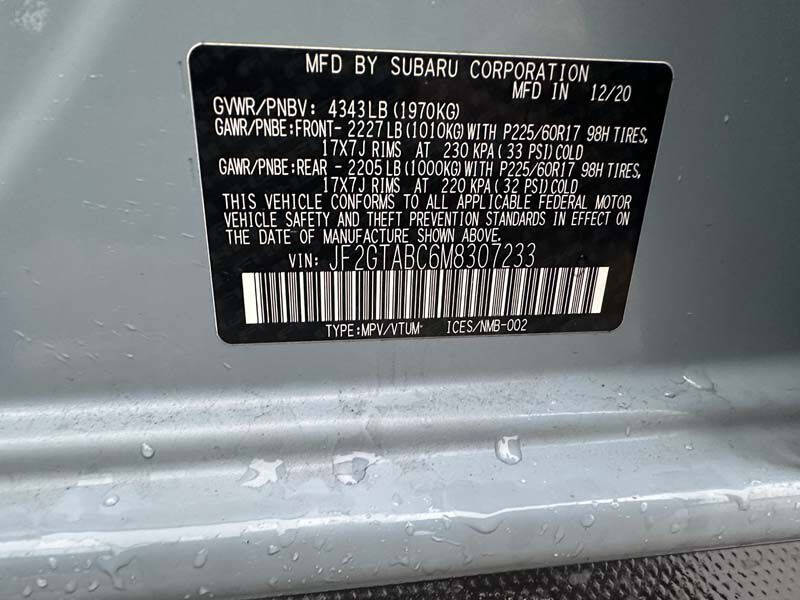 MFD BY SUBARU CORPORATION
MFD IN 12/20
GVWR/PNBV: 4343LB (1970KG)
GAWR/PNBE:FRONT- 2227LB (1010KG) WITH P225/60R17 98H TIRES,
17X7J RIMS AT 230 KPA ( 33 PSI) COLD
GAWR/PNBE:REAR - 2205LB (1000KG) WITH P225/60R17 98H TIRES,
17X7J RIMS AT 220 KPA ( 32 PSI) COLD
THIS VEHICLE CONFORMS TO ALL APPLICABLE FEDERAL MOTOR
VEHICLE SAFETY AND THEFT PREVENTION STANDARDS IN EFFECT ON
THE DATE OF MANUFACTURE SHOWN ABOVE.
VIN: JF2GTABC6M8307233
TYPE:MPV/VTUM ICES/NMB-002